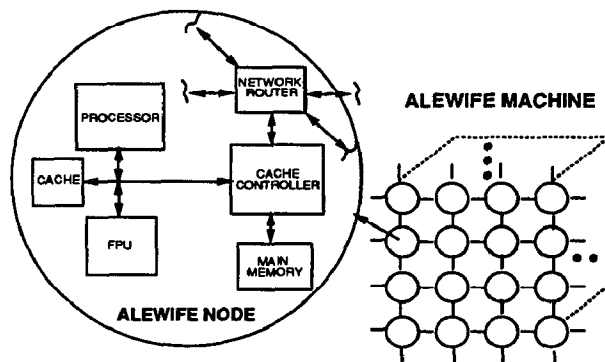 NETWORK
ROUTER
PROCESSOR
ALEWIFE MACHINE
CACHE
CACHE
CONTROLLER
FPU
MAIN
MEMORY
ALEWIFE NODE